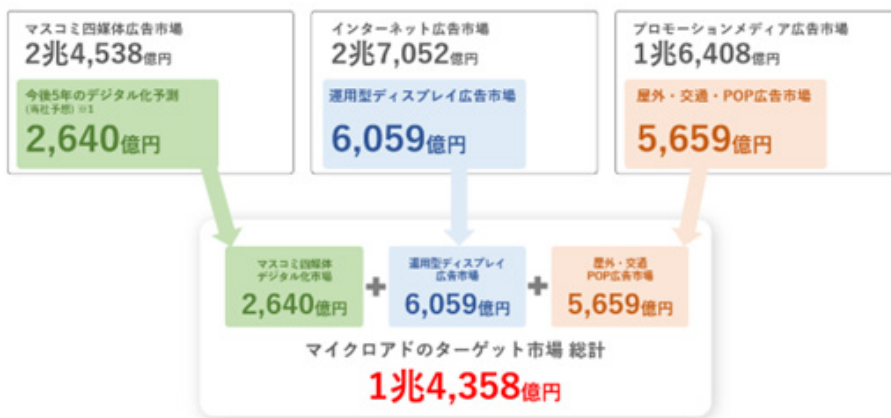 マスコミ四媒体広告市場
2兆4,538億円
今後5年のデジタル化予測
(当社予想) ※1
2,640億円
インターネット広告市場
2兆7,052億円
運用型ディスプレイ広告市場
6,059億円
プロモーションメディア広告市場
1兆6,408億円
屋外・交通・POP広告市場
5,659億円
マスコミ四媒体
デジタル化市場
2,640億円
+
運用型ディスプレイ
広告市場
6,059億円
+
屋外・交通
POP広告市場
5,659億円
マイクロアドのターゲット市場 総計
1兆4,358億円